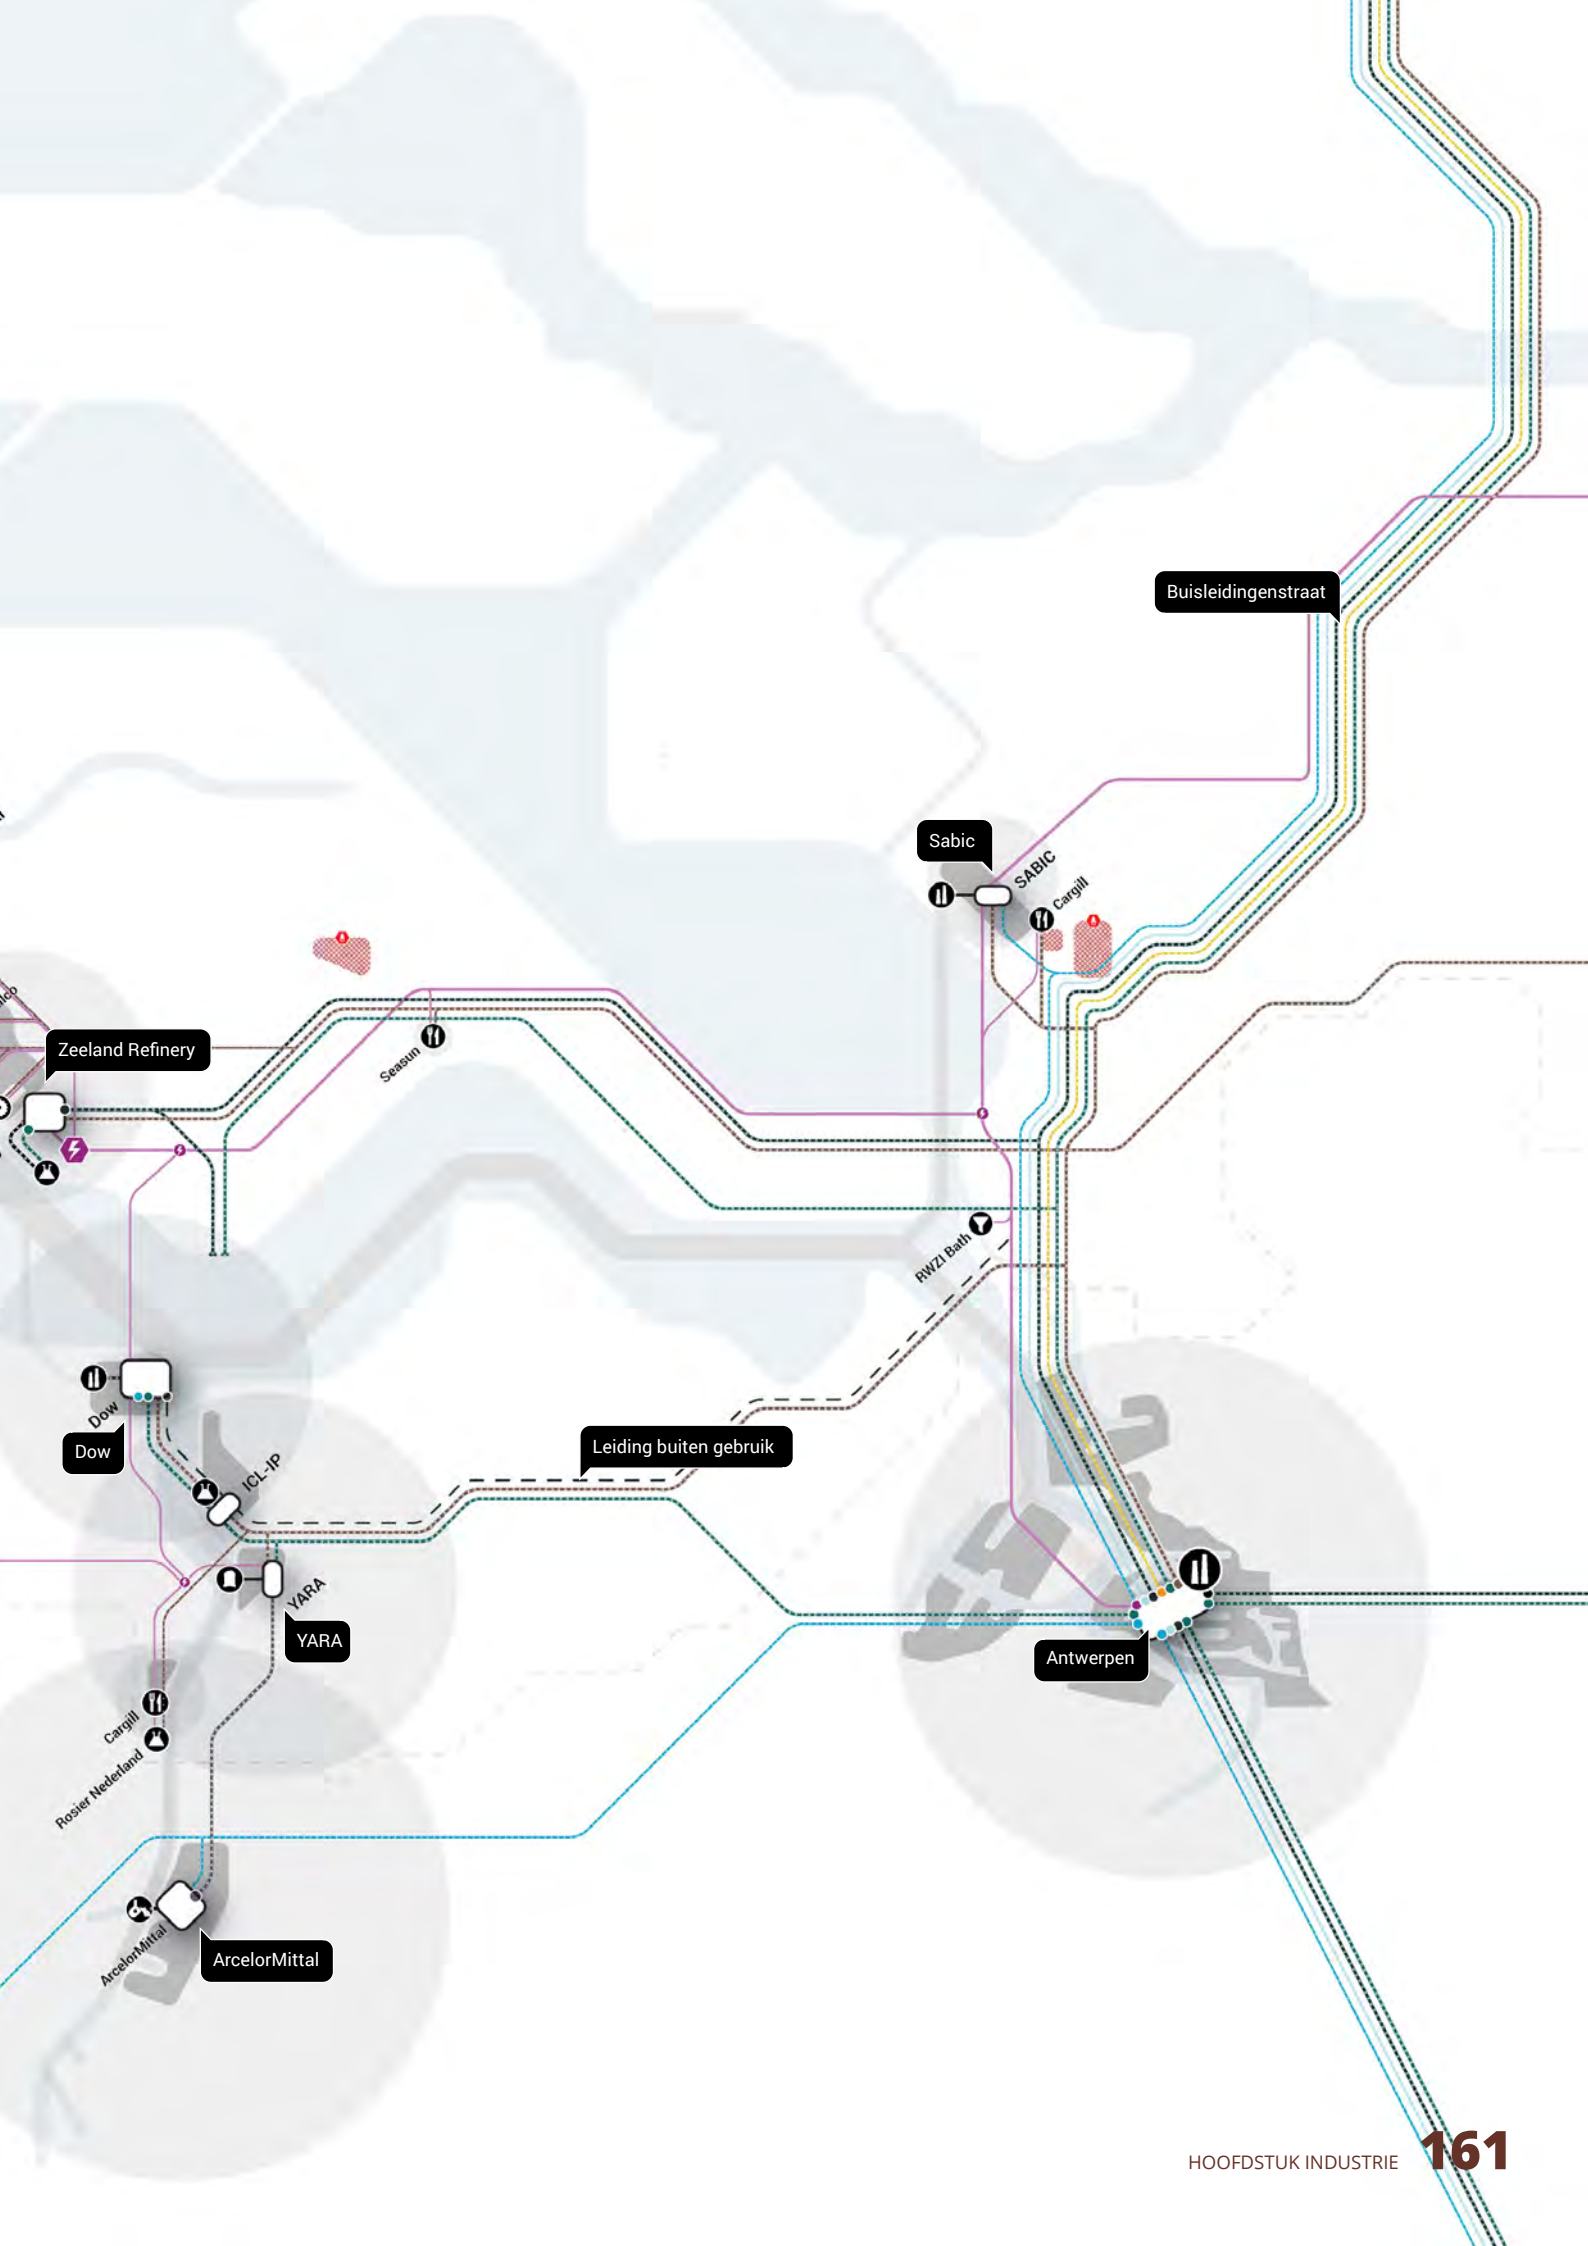 Buisleidingenstraat
Sabic
SABIC
Cargill
Zeeland Refinery
Seasun
RWZI Bath
Dow
Dow
ICL-IP
Leiding buiten gebruik
YARA
YARA
Antwerpen
Cargill
Rosier Nederland
ArcelorMittal
ArcelorMittal
HOOFDSTUK INDUSTRIE 161